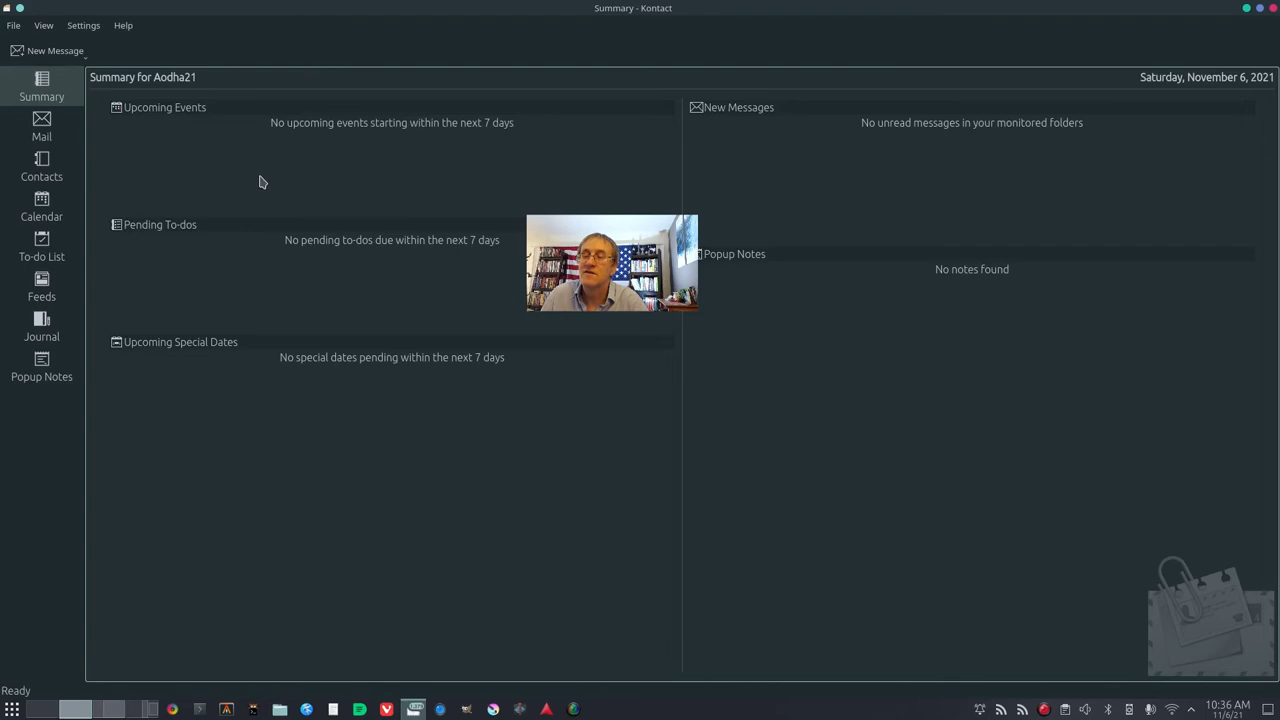 Summary - Kontact
File View Settings Help
New Message
Summary for Aodha21
Saturday, November 6, 2021
Summary
Mail
Contacts
Calendar
To-do List
Feeds
Journal
Popup Notes
Upcoming Events
No upcoming events starting within the next 7 days
Pending To-dos
No pending to-dos due within the next 7 days
Upcoming Special Dates
No special dates pending within the next 7 days
New Messages
No unread messages in your monitored folders
Popup Notes
No notes found
Ready
10:36 AM
11/6/21